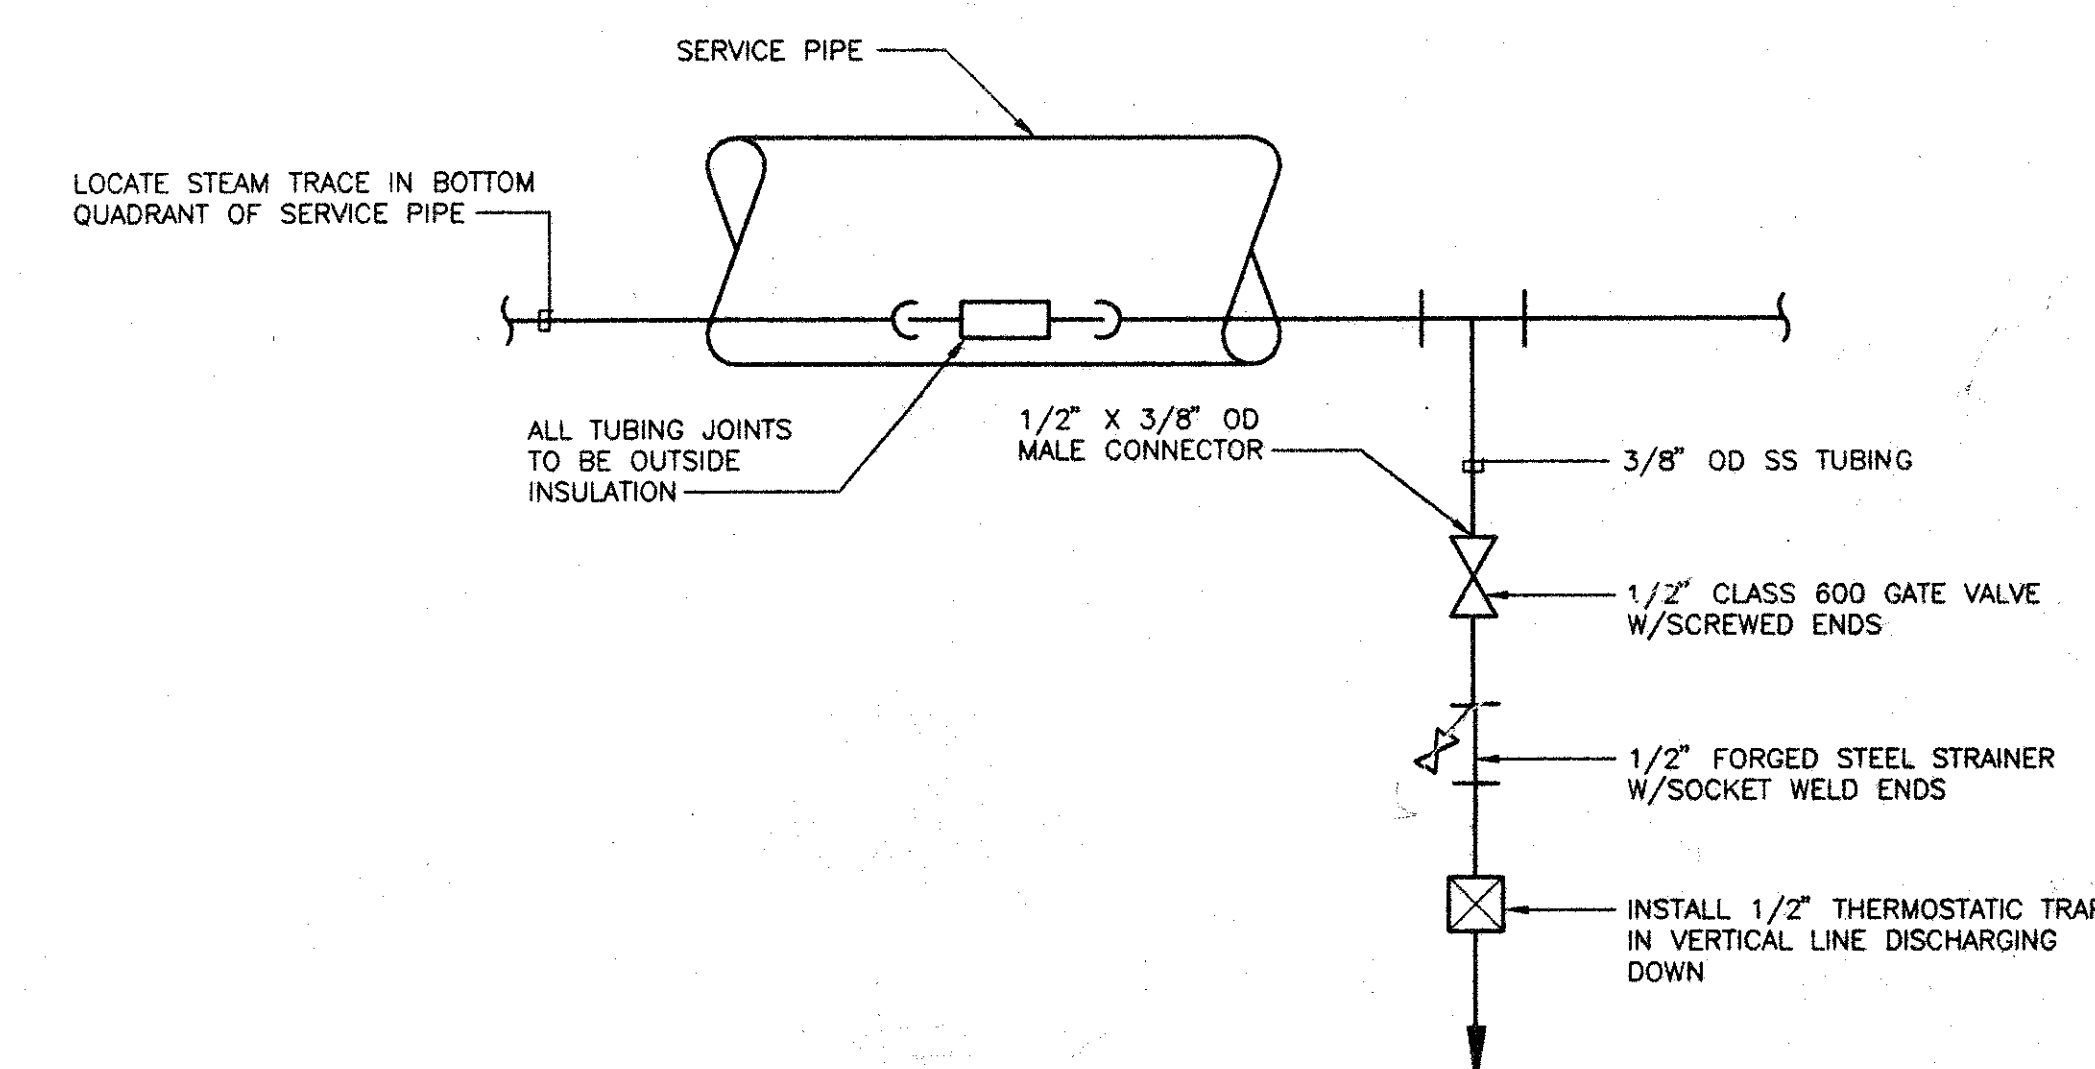 SERVICE PIPE
LOCATE STEAM TRACE IN BOTTOM
QUADRANT OF SERVICE PIPE
ALL TUBING JOINTS
TO BE OUTSIDE
INSULATION
1/2" X 3/8" OD
MALE CONNECTOR
3/8" OD SS TUBING
1/2" CLASS 600 GATE VALVE
W/SCREWED ENDS
1/2" FORGED STEEL STRAINER
W/SOCKET WELD ENDS
INSTALL 1/2" THERMOSTATIC TRAP
IN VERTICAL LINE DISCHARGING
DOWN